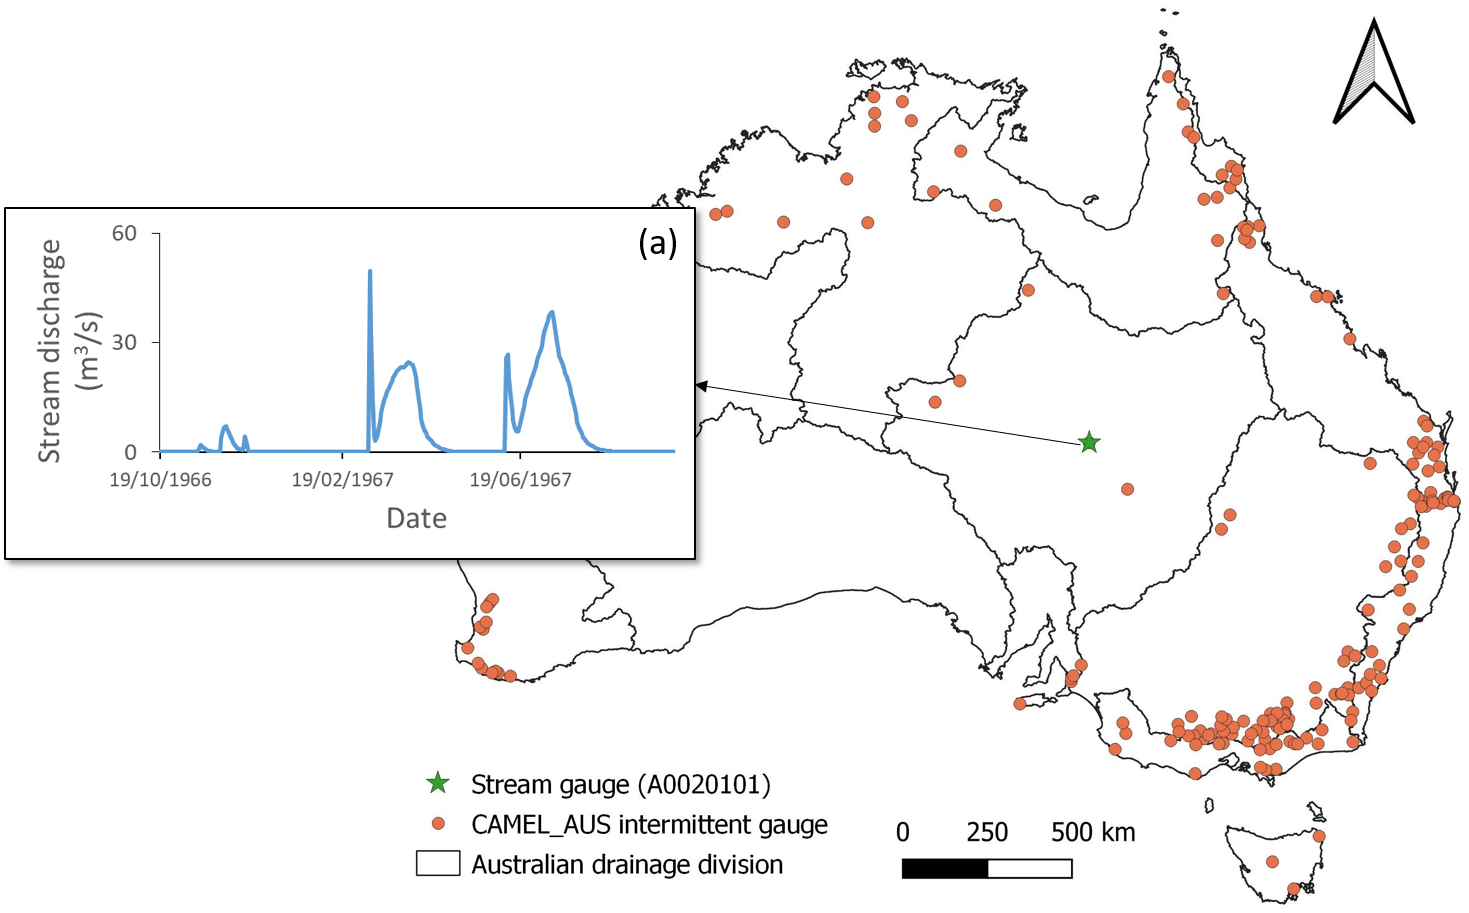 (a)
Stream discharge
(m³/s)
60
30
0
19/10/1966 19/02/1967 19/06/1967
Date
Stream gauge (A0020101)
CAMEL_AUS intermittent gauge
Australian drainage division
0 250 500 km